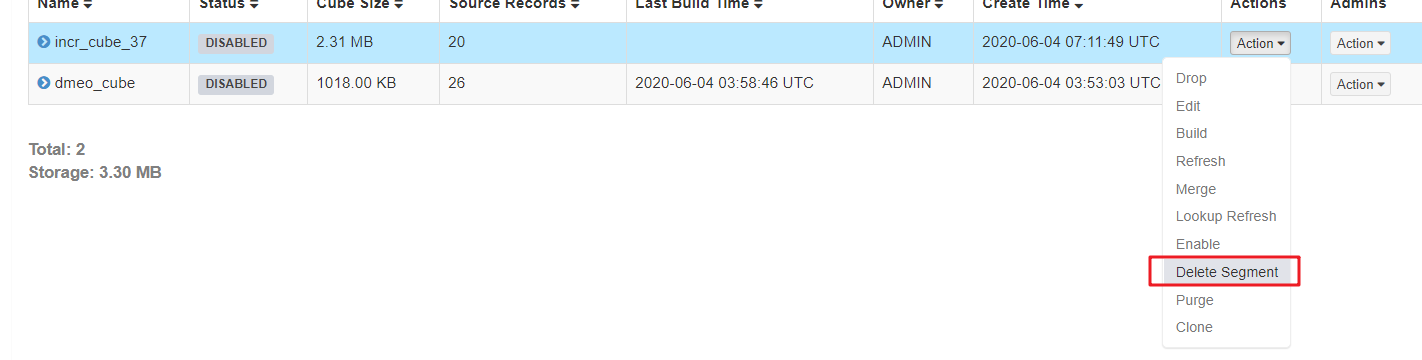 Name Status Cube Size Source Records Last Build Time Owner Create Time Actions Admins
incr_cube_37 DISABLED 2.31 MB 20 ADMIN 2020-06-04 07:11:49 UTC Action Action
dmeo_cube DISABLED 1018.00 KB 26 2020-06-04 03:58:46 UTC ADMIN 2020-06-04 03:53:03 UTC Action
Drop
Edit
Build
Refresh
Merge
Lookup Refresh
Enable
Delete Segment
Purge
Clone
Total: 2
Storage: 3.30 MB